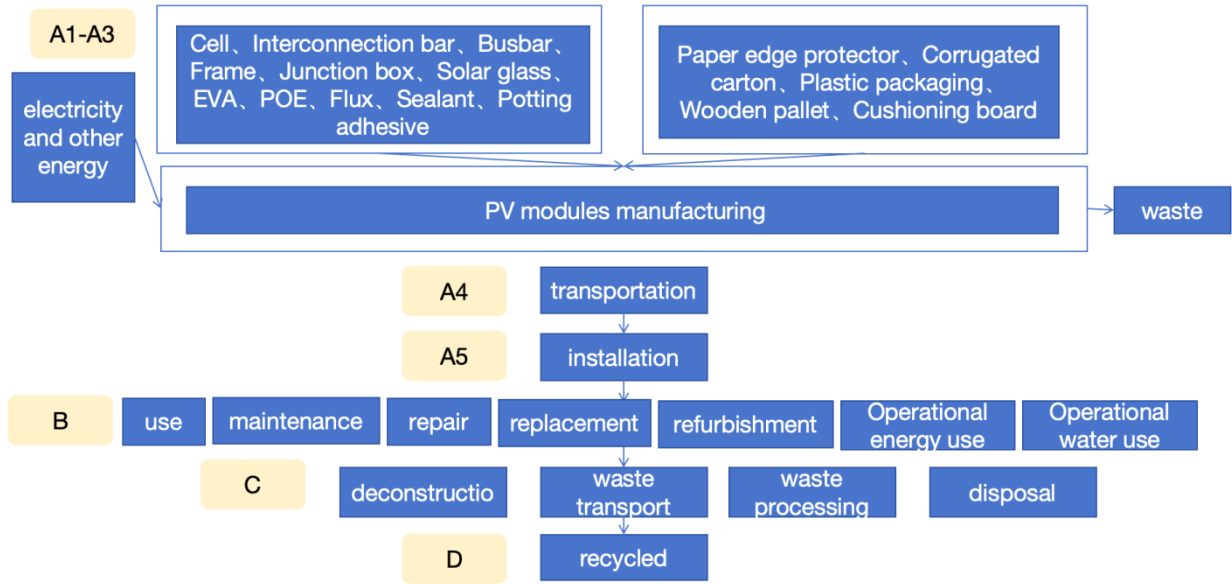 A1-A3
electricity
and other
energy
Cell、Interconnection bar、Busbar、
Frame、Junction box、Solar glass、
EVA、POE、Flux、Sealant、Potting
adhesive
Paper edge protector、Corrugated
carton、Plastic packaging、
Wooden pallet、Cushioning board
PV modules manufacturing
waste
A4
transportation
A5
installation
B
use
maintenance
repair
replacement
refurbishment
Operational
energy use
Operational
water use
C
deconstructio
waste
transport
waste
processing
disposal
D
recycled